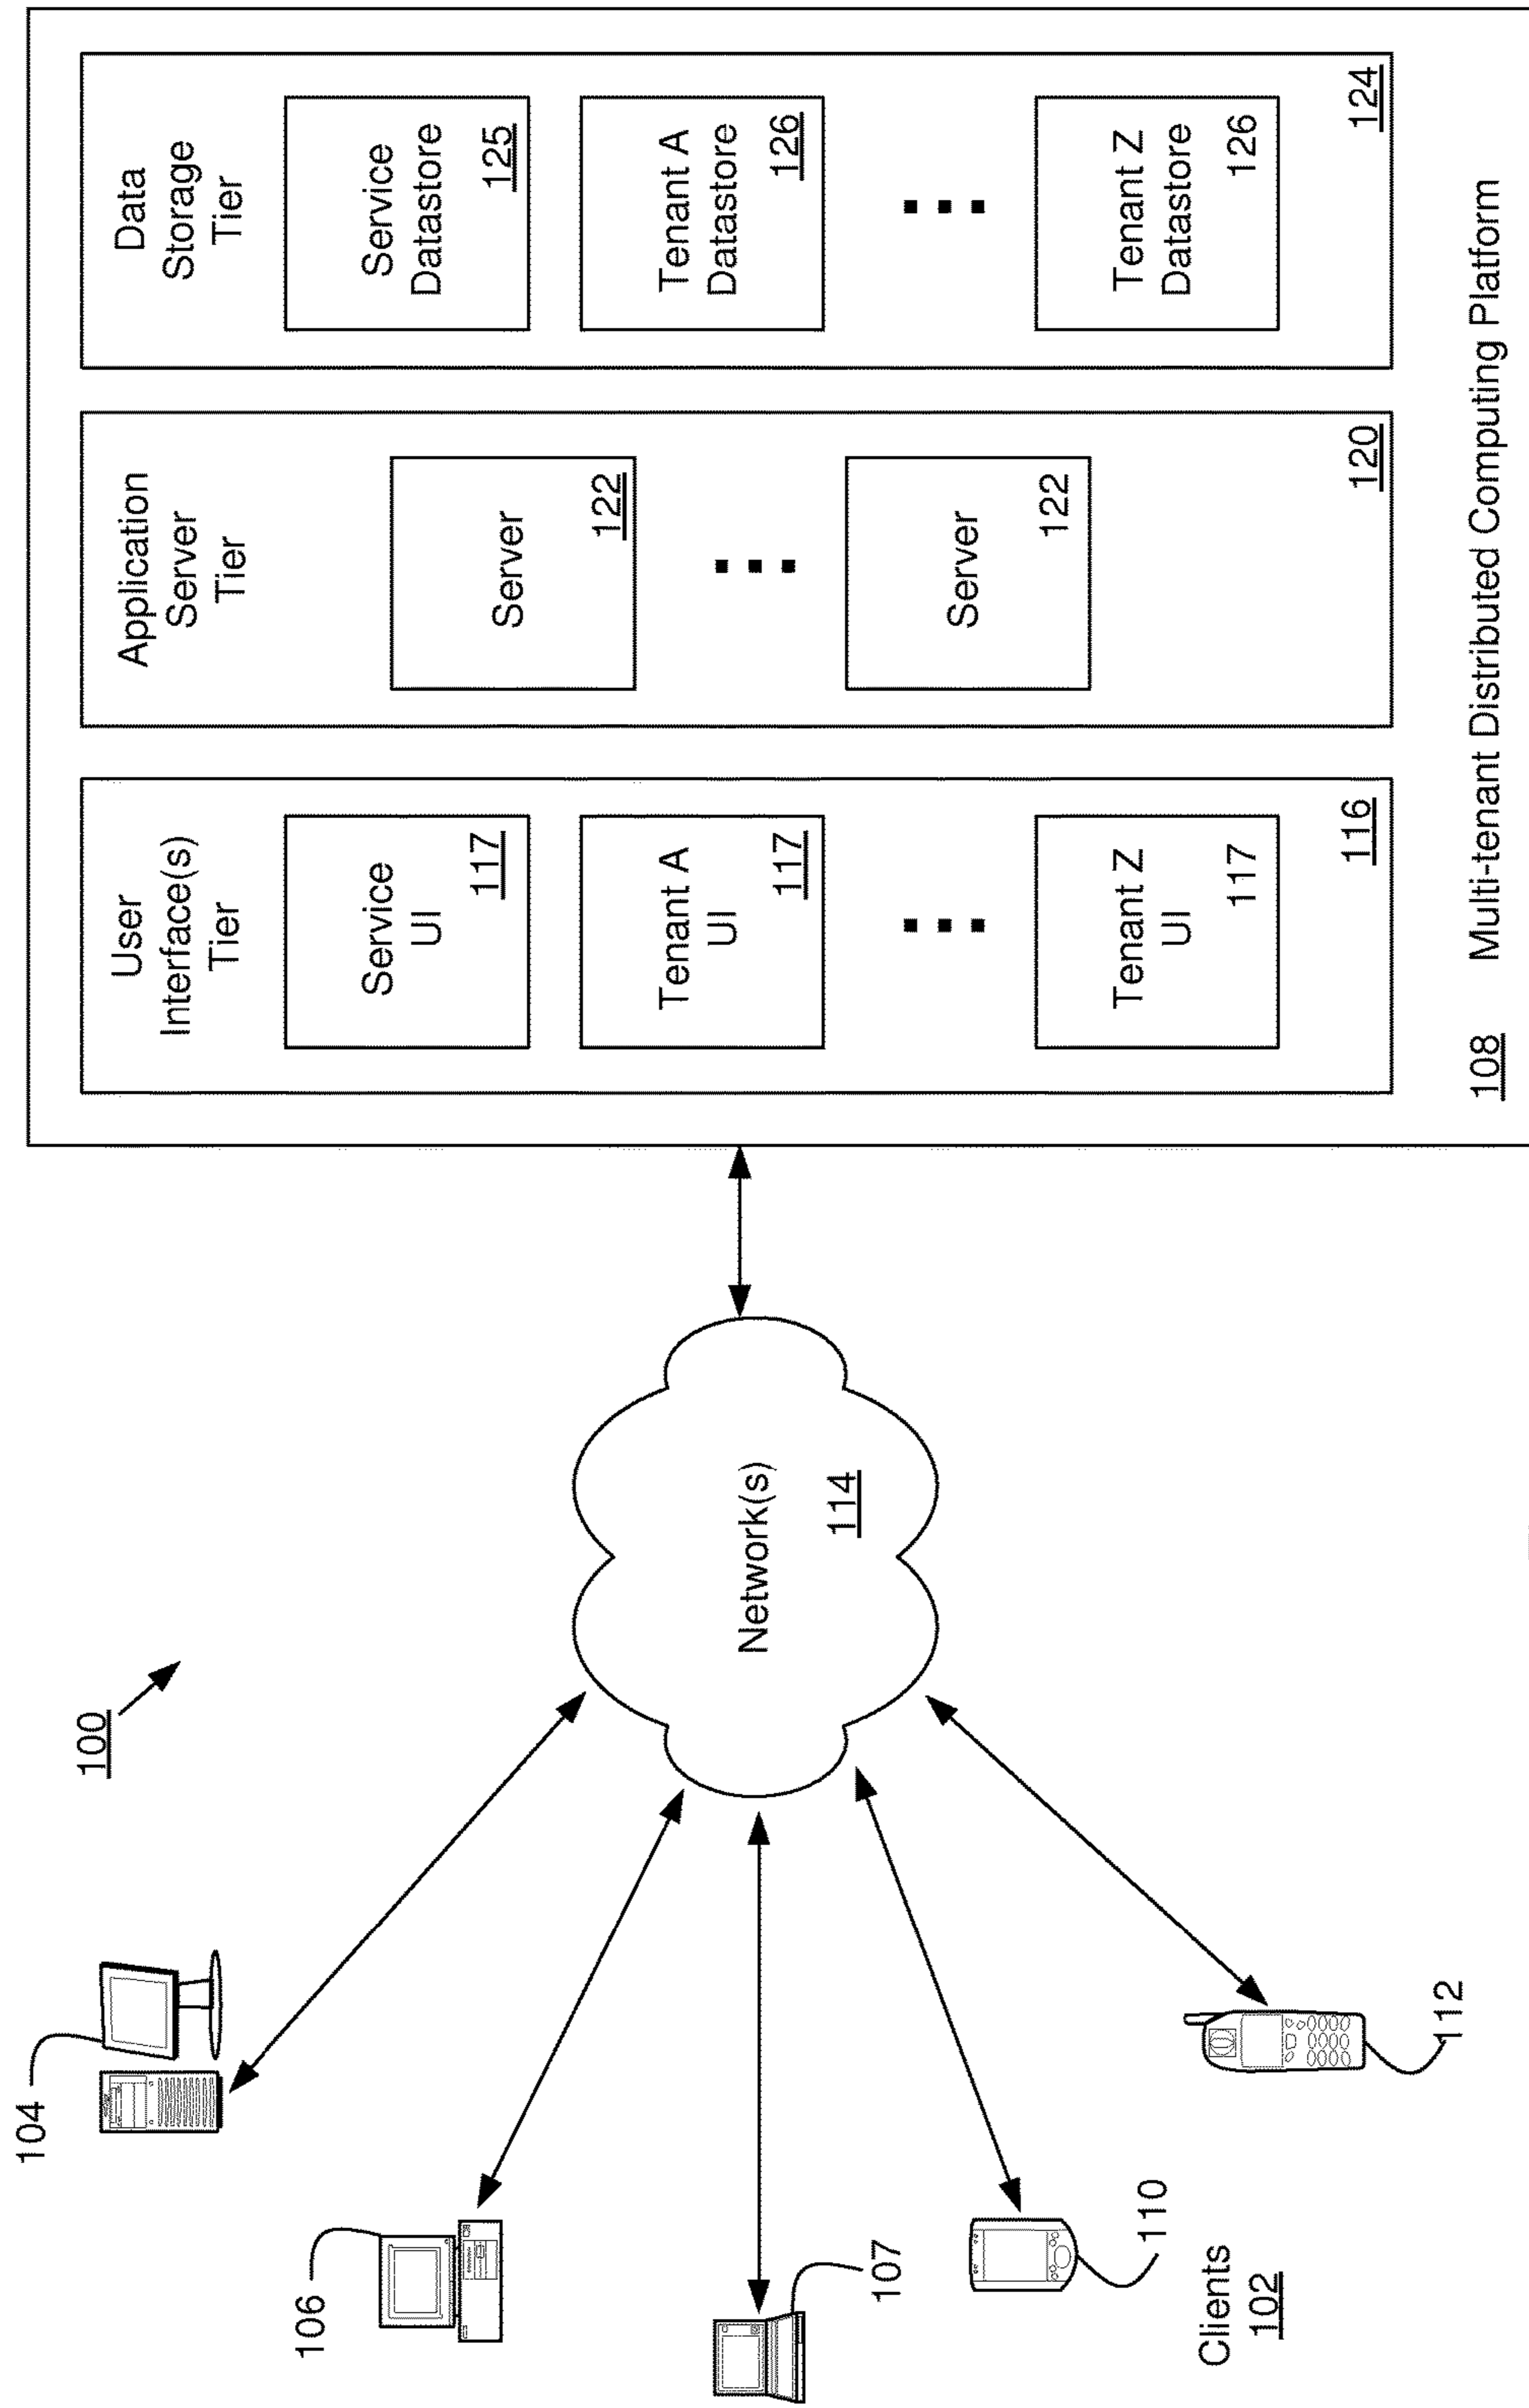 100
104
106
107
110
112
Clients
102
Network(s)
114
User
Interface(s)
Tier
Service
UI
117
Tenant A
UI
117
Tenant Z
UI
117
116
Application
Server
Tier
Server
122
Server
122
120
Data
Storage
Tier
Service
Datastore
125
Tenant A
Datastore
126
Tenant Z
Datastore
126
124
108 Multi-tenant Distributed Computing Platform